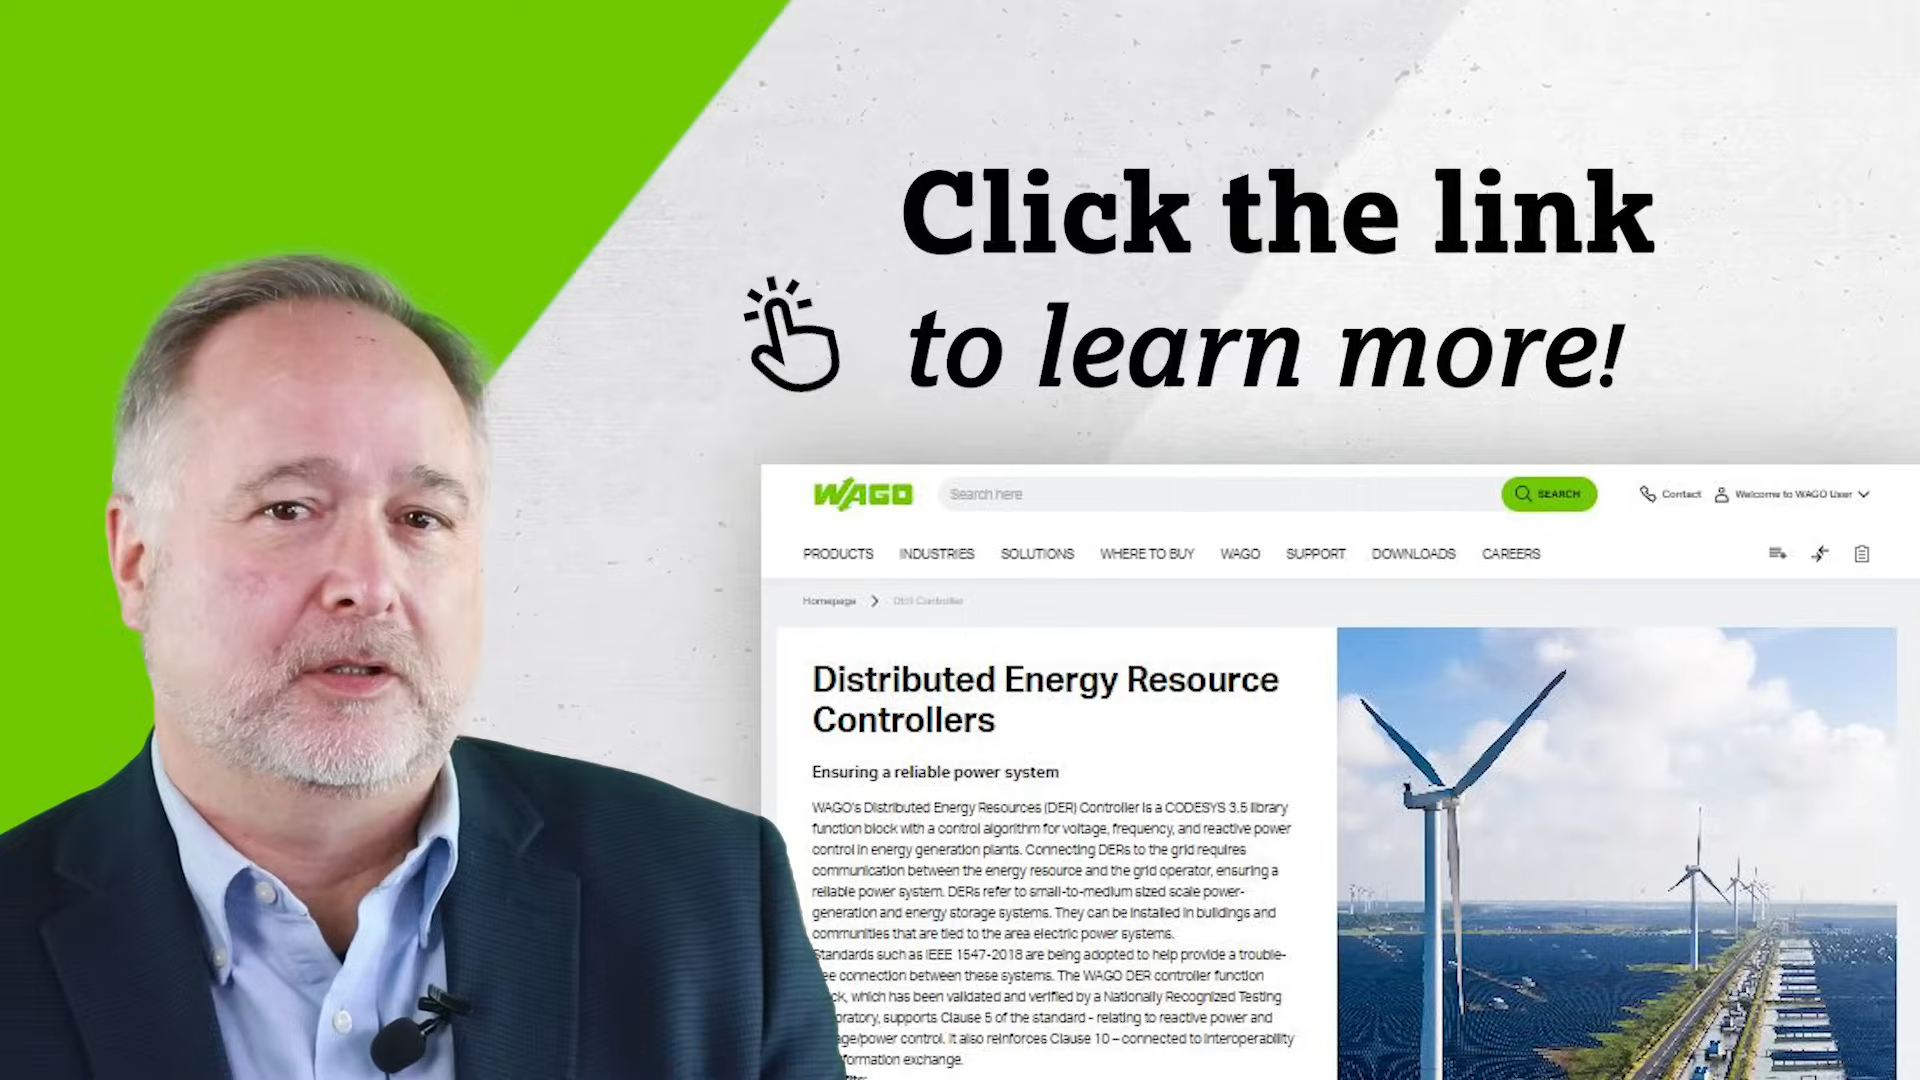 Click the link
to learn more!
WAGO
Search here
SEARCH
Contact
Welcome to WAGO User
PRODUCTS INDUSTRIES SOLUTIONS WHERE TO BUY WAGO SUPPORT DOWNLOADS CAREERS
Homepage
DER Controller
Distributed Energy Resource
Controllers
Ensuring a reliable power system
WAGO's Distributed Energy Resources (DER) Controller is a CODESYS 3.5 library
function block with a control algorithm for voltage, frequency, and reactive power
control in energy generation plants. Connecting DERs to the grid requires
communication between the energy resource and the grid operator, ensuring a
reliable power system. DERs refer to small-to-medium sized scale power-
generation and energy storage systems. They can be installed in buildings and
communities that are tied to the area electric power systems.
Standards such as IEEE 1547-2018 are being adopted to help provide a trouble-
connection between these systems. The WAGO DER controller function
which has been validated and verified by a Nationally Recognized Testing
supports Clause 5 of the standard - relating to reactive power and
control. It also reinforces Clause 10 – connected to interoperability
exchange.